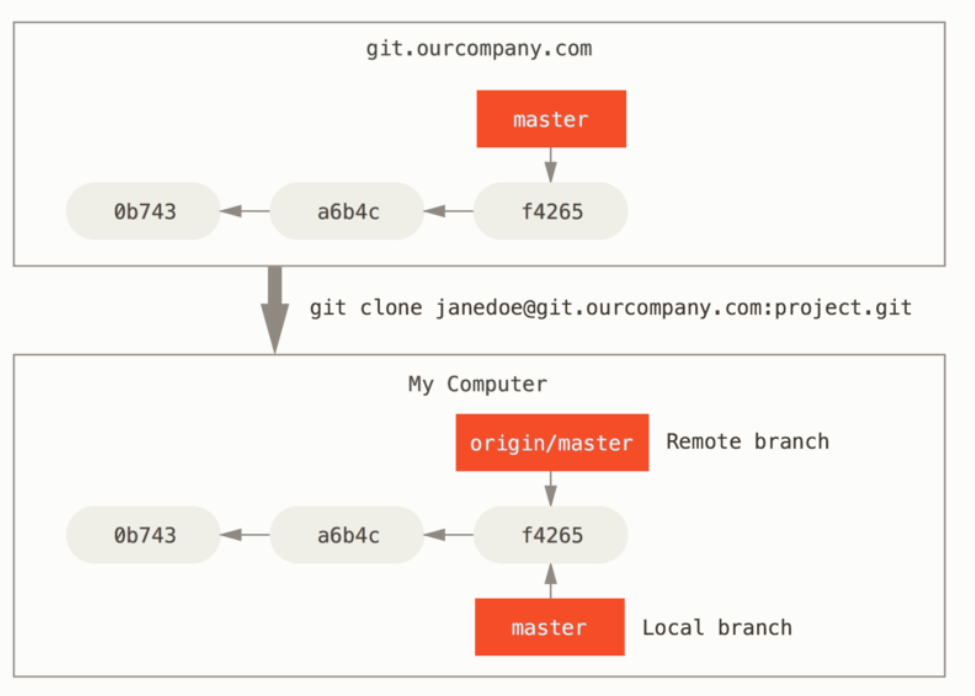 git.ourcompany.com
master
0b743 a6b4c f4265
git clone janedoe@git.ourcompany.com:project.git
My Computer
origin/master Remote branch
0b743 a6b4c f4265
master Local branch